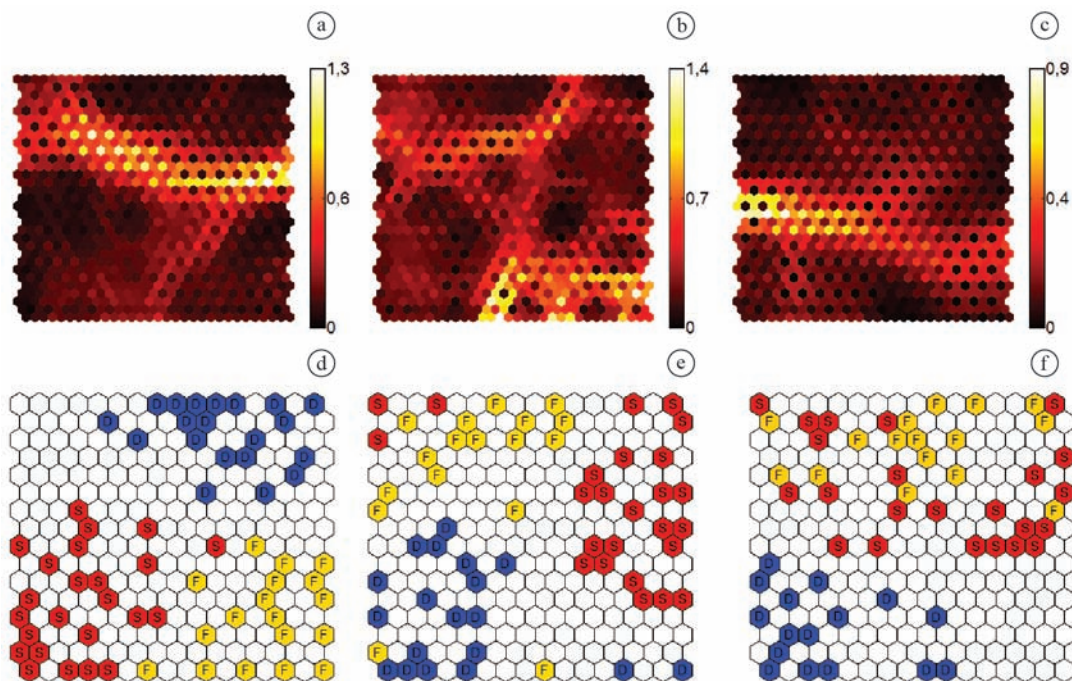 a
b
c
1,3
0,6
0
1,4
0,7
0
0,9
0,4
0
d
D D D D D D D
D D D D
D D D
D D D
D
D D
S
S S
S S S F
S S F F
S S F F
S S F F
S S S S F F
S S F F F
S S
S S S S F F F F
e
S S F F S S
F F F S
S F F F F
F S S
F S
F S S S S
F F S
D S S
D D S S S
D D S S
D D S
D S S S
D D D
F D
D D D D F D D
f
S F F F S
F S S S F F
S F F F F
F S
F F S F
S S F S
S S S F
S S
S S S S S S
D
D D
D D D
D D
D D
D
D D D D D